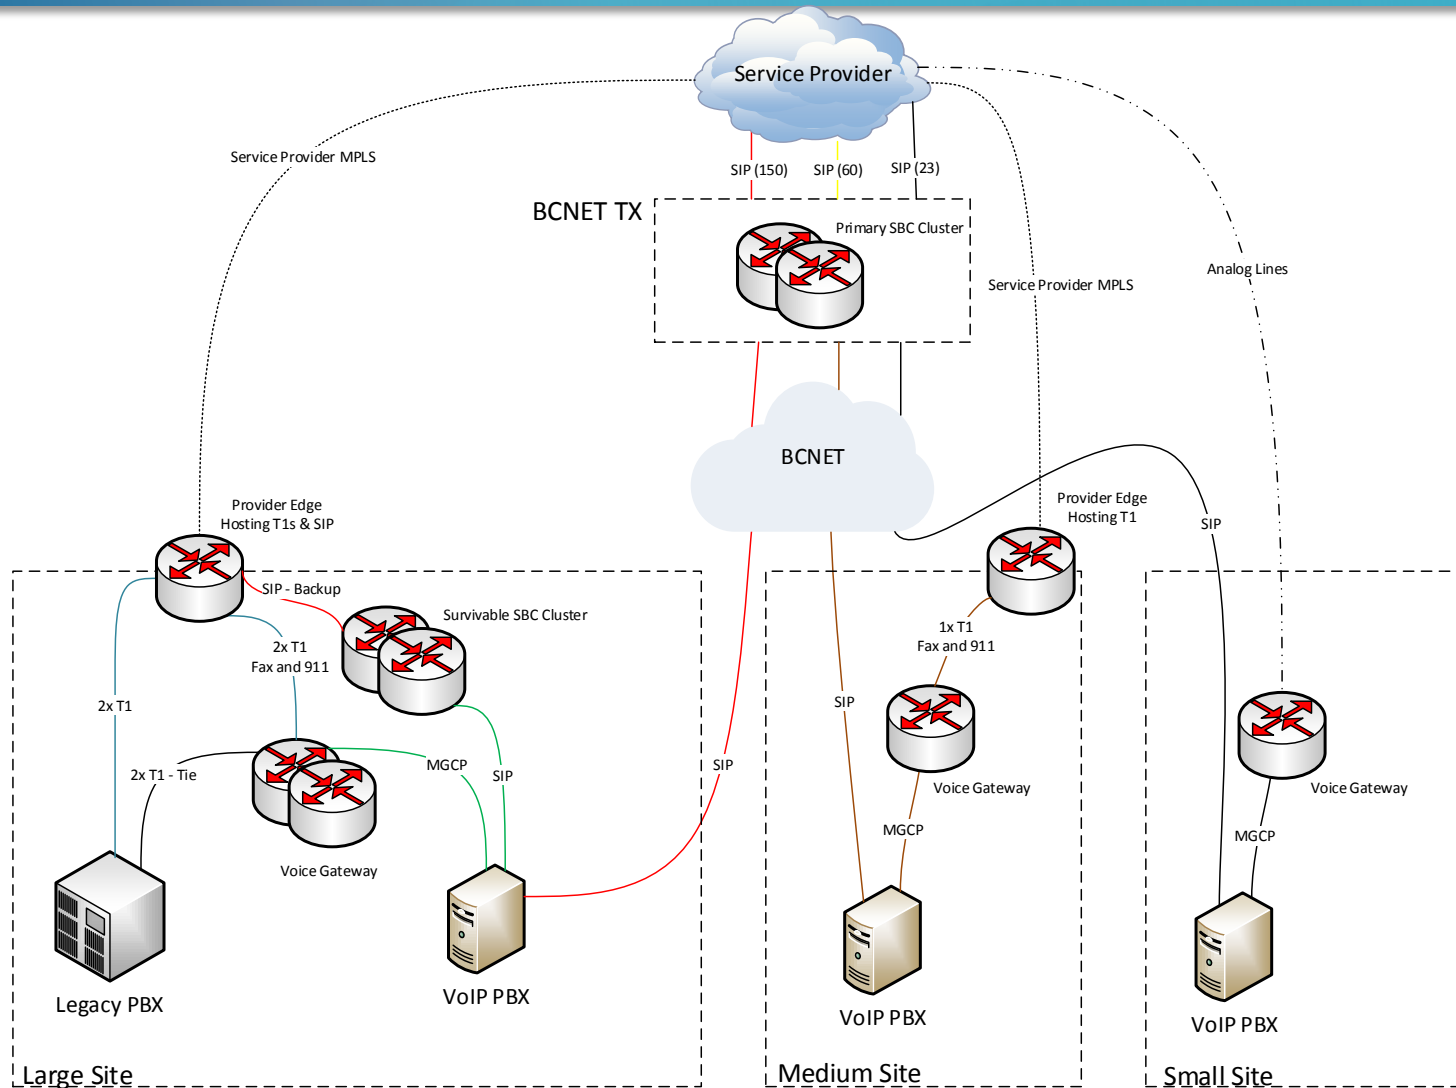 Service Provider
Service Provider MPLS
SIP (150)
SIP (60)
SIP (23)
BCNET TX
Primary SBC Cluster
Analog Lines
Service Provider MPLS
BCNET
Provider Edge
Hosting T1s & SIP
Provider Edge
Hosting T1
SIP
SIP - Backup
Survivable SBC Cluster
2x T1
Fax and 911
1x T1
Fax and 911
2x T1
SIP
MGCP
SIP
SIP
2x T1 - Tie
Voice Gateway
Voice Gateway
MGCP
MGCP
Voice Gateway
Legacy PBX
VoIP PBX
VoIP PBX
VoIP PBX
Large Site
Medium Site
Small Site